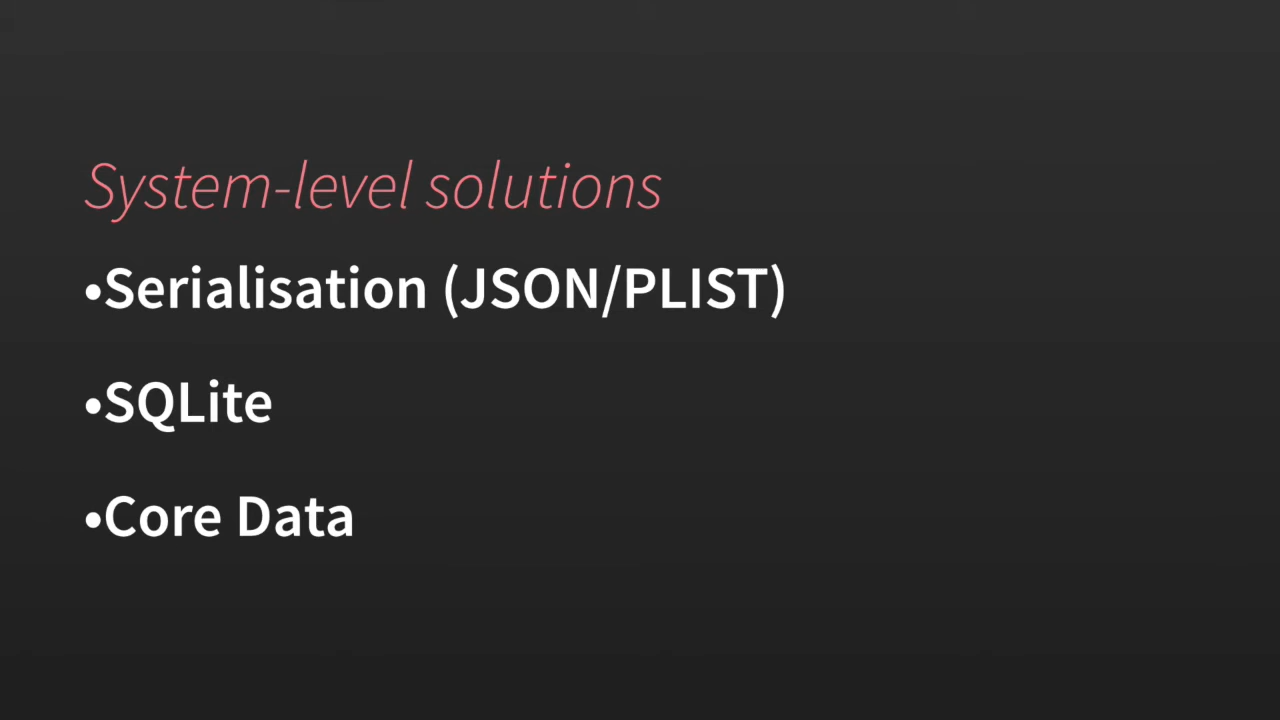 System-level solutions
•Serialisation (JSON/PLIST)
•SQLite
•Core Data